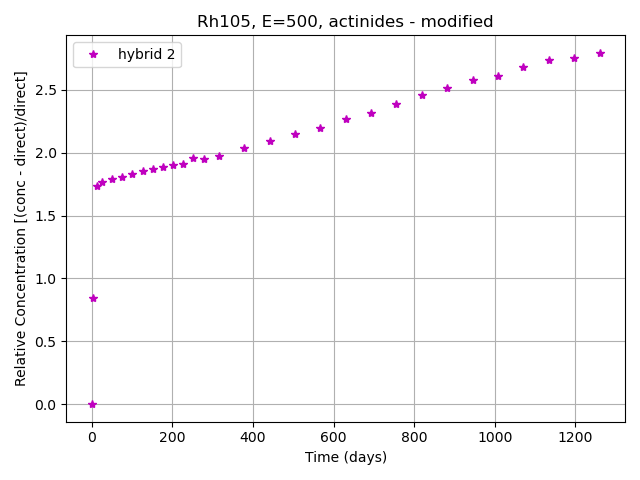 Rh105, E=500, actinides - modified
hybrid 2
Relative Concentration [(conc - direct)/direct]
2.5
2.0
1.5
1.0
0.5
0.0
0 200 400 600 800 1000 1200
Time (days)